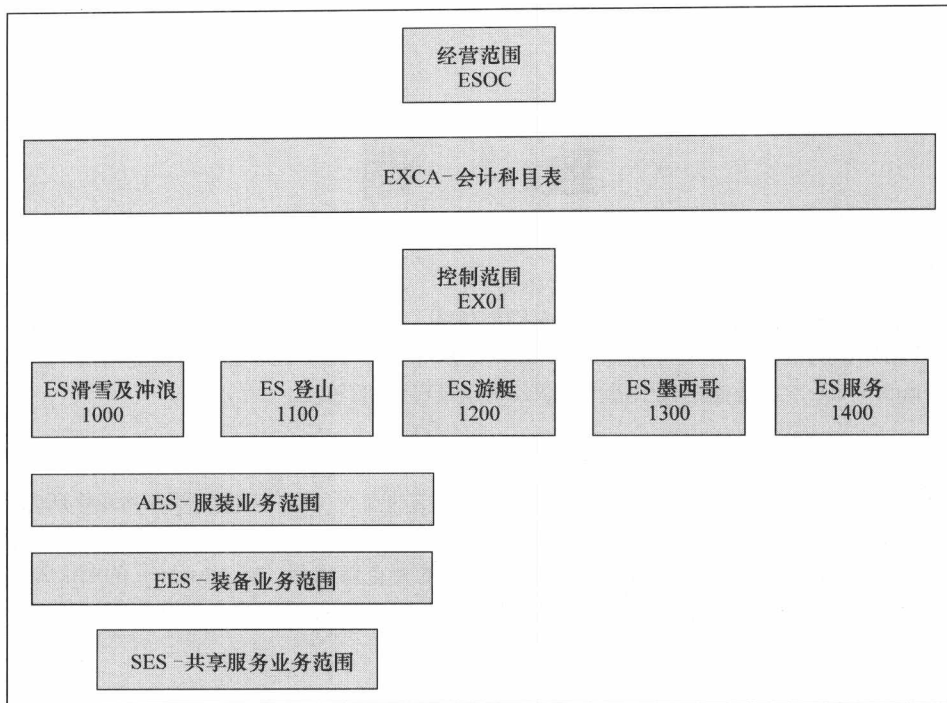 经营范围
ESOC
EXCA-会计科目表
控制范围
EX01
ES滑雪及冲浪
1000
ES 登山
1100
ES游艇
1200
ES 墨西哥
1300
ES服务
1400
AES-服装业务范围
EES-装备业务范围
SES-共享服务业务范围